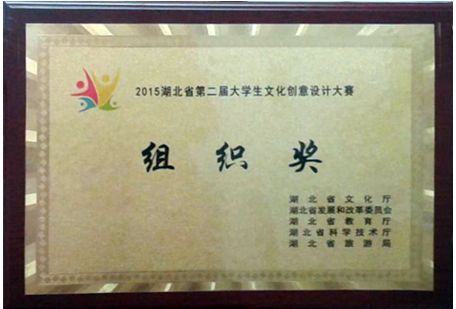 2015湖北省第二届大学生文化创意设计大赛
组织奖
湖北省文化厅
湖北省发展和改革委员会
湖北省教育厅
湖北省科学技术厅
湖北省旅游局